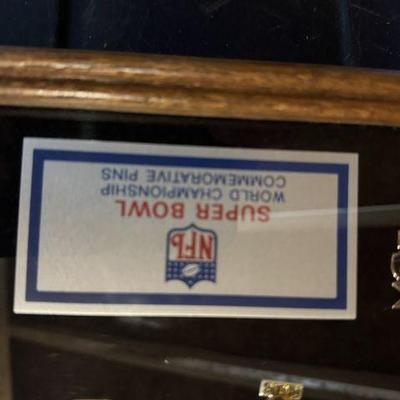 NFL
SUPER BOWL
WORLD CHAMPIONSHIP
COMMEMORATIVE PINS